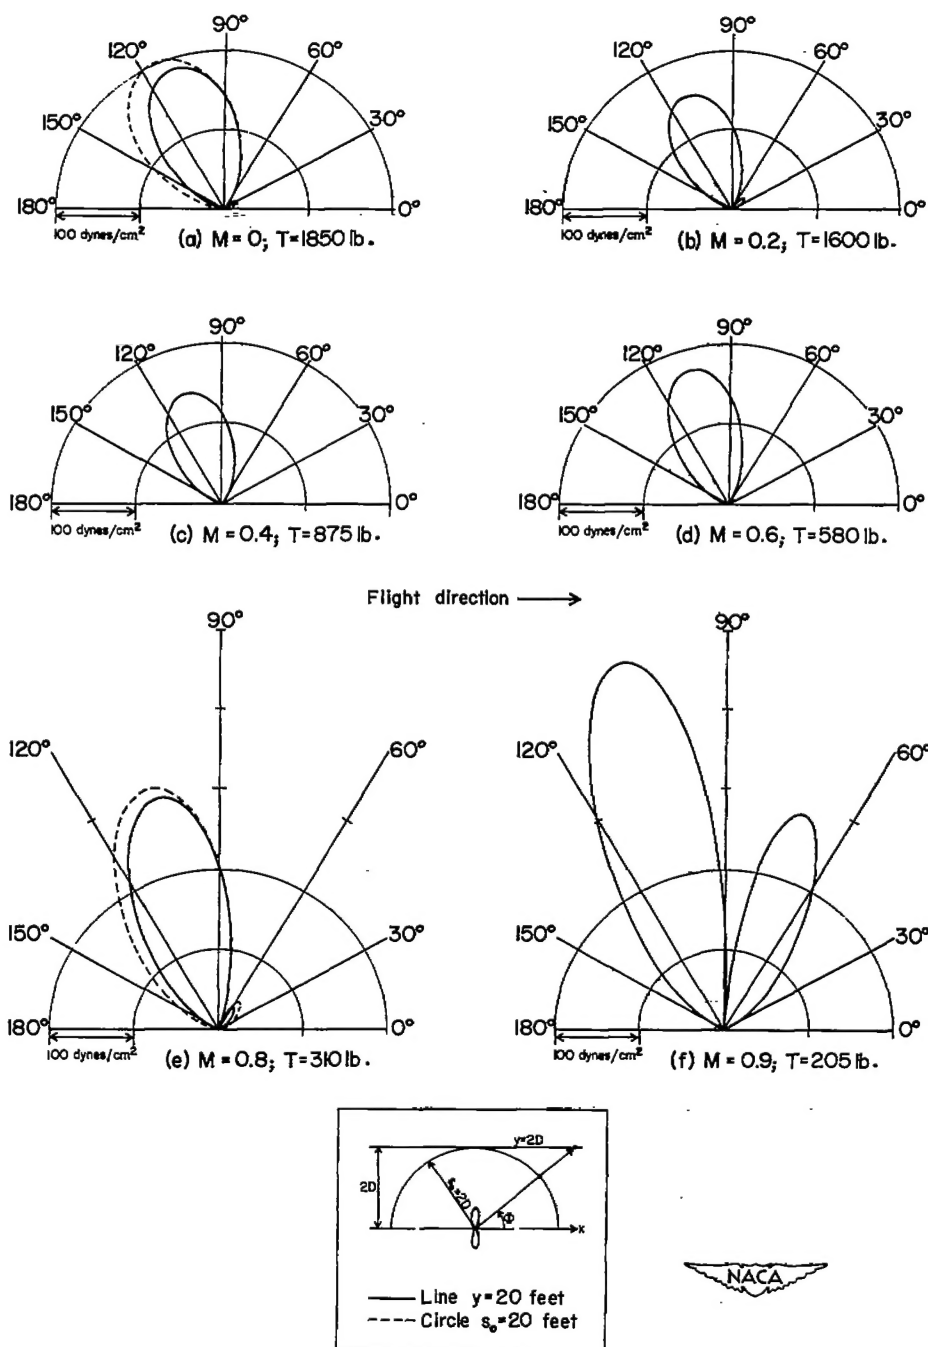 90°
120°
60°
150°
30°
180°
0°
100 dynes/cm²
(a) M = 0; T=1850 lb.
90°
120°
60°
150°
30°
180°
0°
100 dynes/cm²
(b) M = 0.2; T=1600 lb.
90°
120°
60°
150°
30°
180°
0°
100 dynes/cm²
(c) M = 0.4; T=875 lb.
90°
120°
60°
150°
30°
180°
0°
100 dynes/cm²
(d) M = 0.6; T=580 lb.
Flight direction
90°
120°
60°
150°
30°
180°
0°
100 dynes/cm²
(e) M = 0.8; T=310 lb.
90°
120°
60°
150°
30°
180°
0°
100 dynes/cm²
(f) M = 0.9; T=205 lb.
y=2D
2D
=2D
Φ
x
Line y=20 feet
Circle s₀=20 feet
NACA